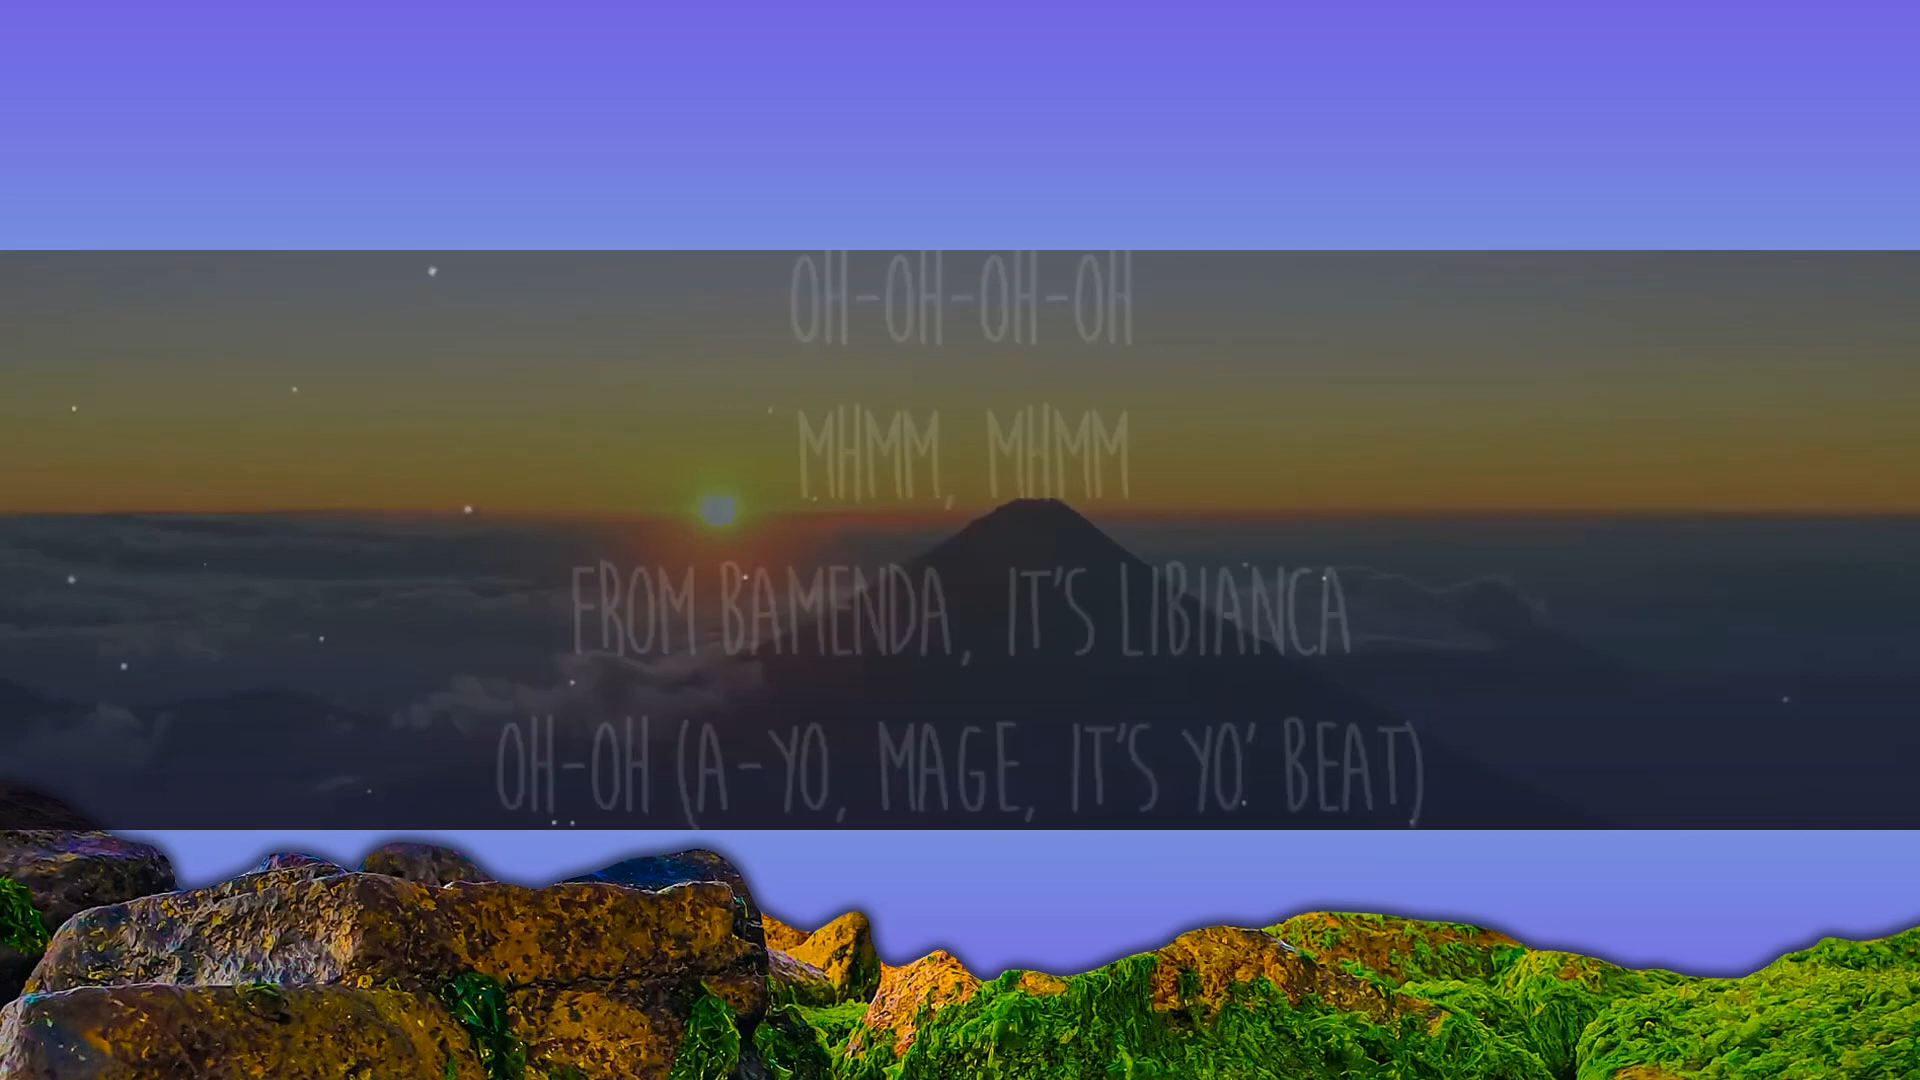 OH-OH-OH-OH
MHMM, MHMM
FROM BAMENDA, IT'S LIBIANCA
OH-OH (A-YO, MAGE, IT'S YO' BEAT)